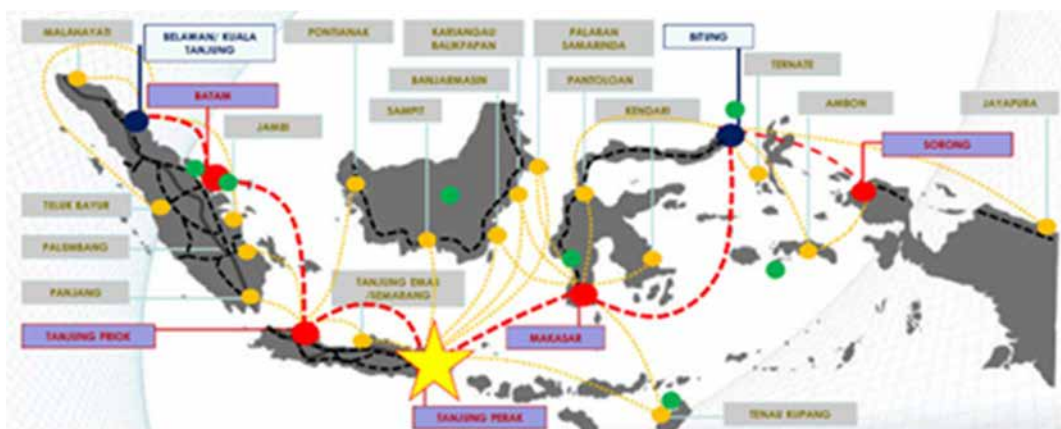 MALAHAYATI
BELAWAN/ KUALA
TANJUNG
PONTIANAK
KARIANGAU
BALIKPAPAN
PALARAN
SAMARINDA
BITUNG
TERNATE
BATAM
BANJARMASIN
PANTOLOAN
JAMBI
SAMPIT
KENDARI
AMBON
JAYAPURA
SORONG
TELUK BAYUR
PALEMBANG
PANJANG
TANJUNG EMAS
/SEMARANG
TANJUNG PRIOK
MAKASAR
TANJUNG PERAK
TENAU KUPANG